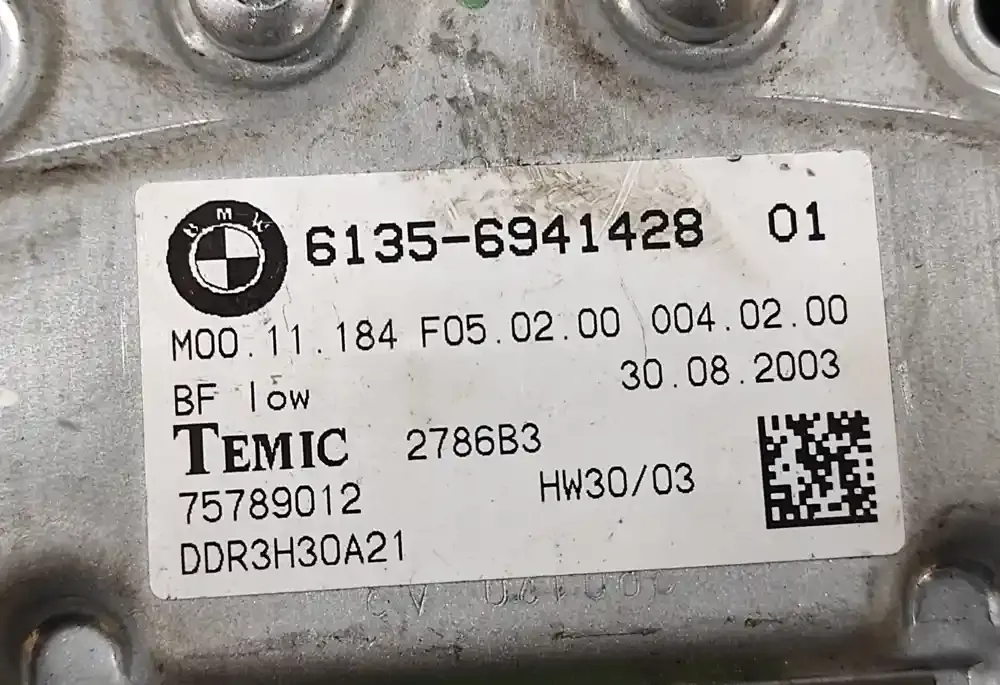 BMW 6135-6941428 01
M00.11.184 F05.02.00 004.02.00
BF low 30.08.2003
TEMIC 2786B3
75789012 HW30/03
DDR3H30A21